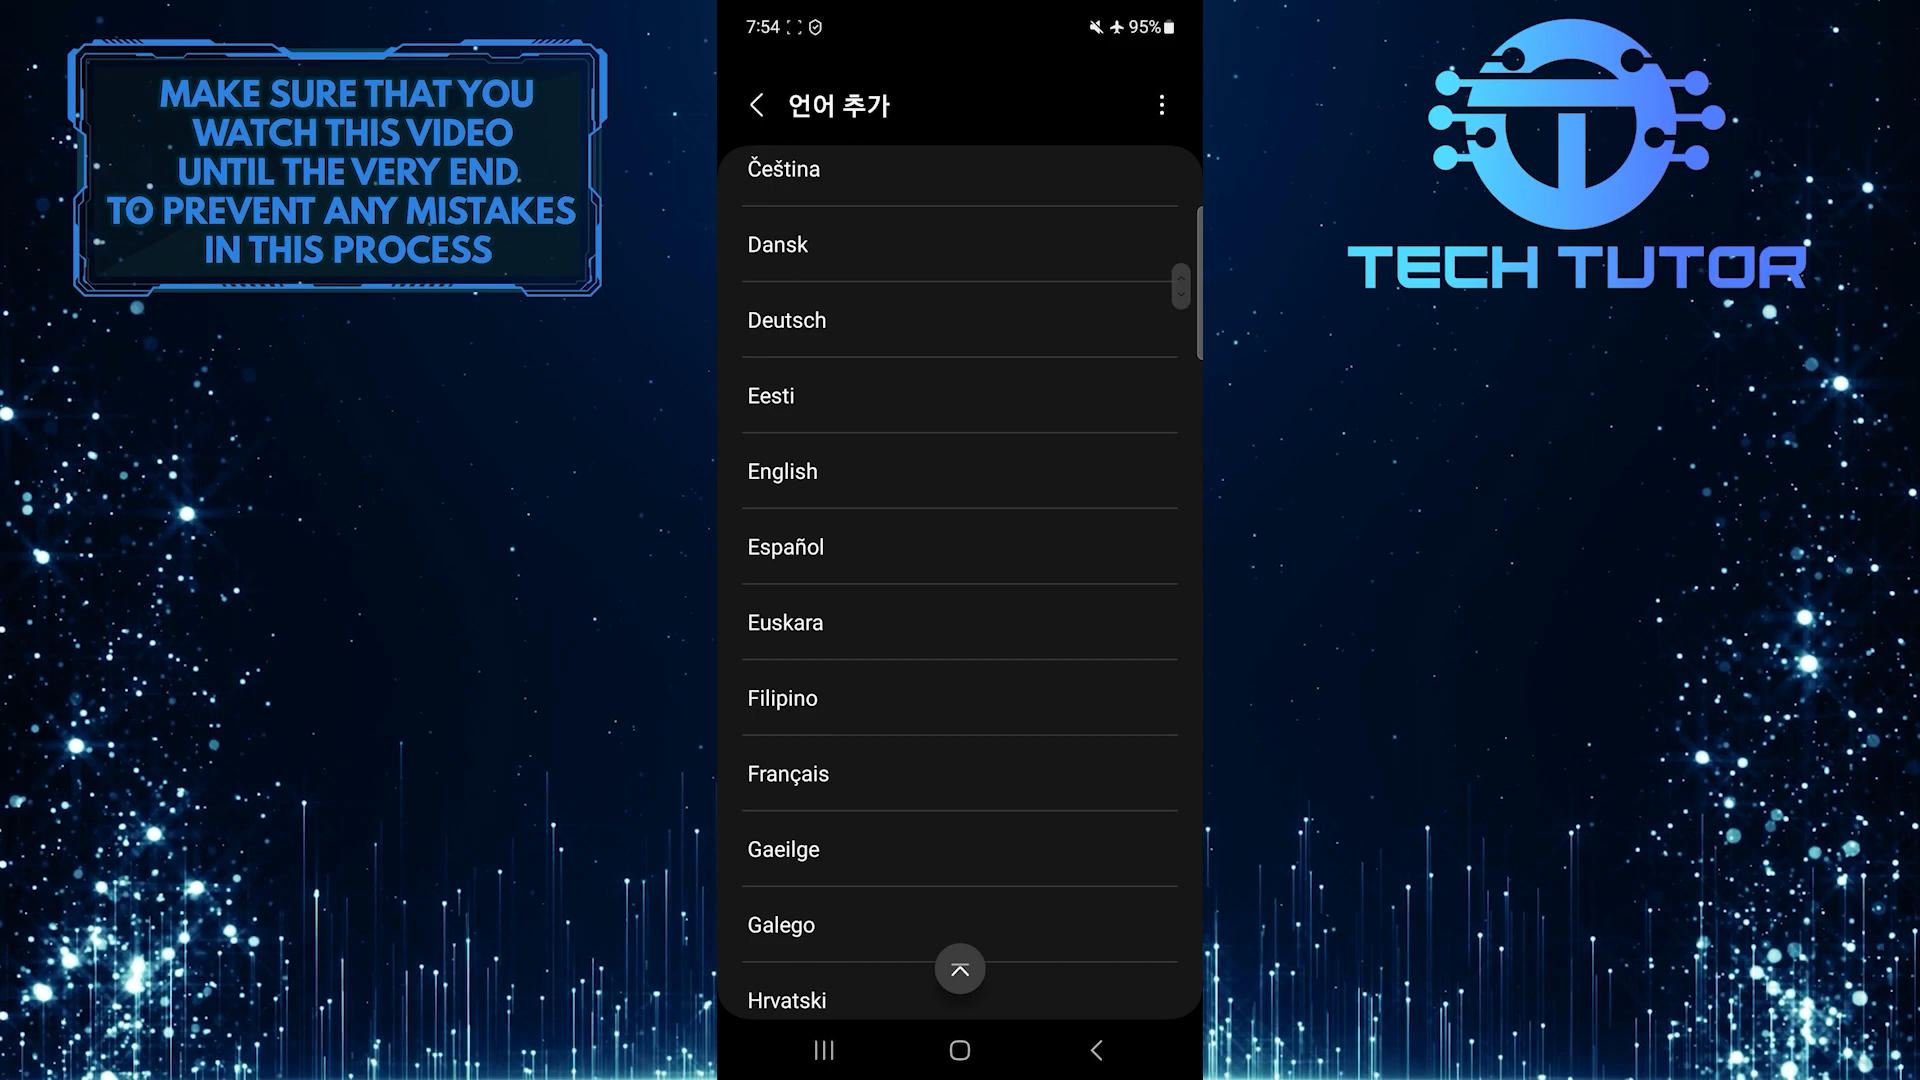 MAKE SURE THAT YOU
WATCH THIS VIDEO
UNTIL THE VERY END
TO PREVENT ANY MISTAKES
IN THIS PROCESS
7:54
95%
언어 추가
Čeština
Dansk
Deutsch
Eesti
English
Español
Euskara
Filipino
Français
Gaeilge
Galego
Hrvatski
TECH TUTOR